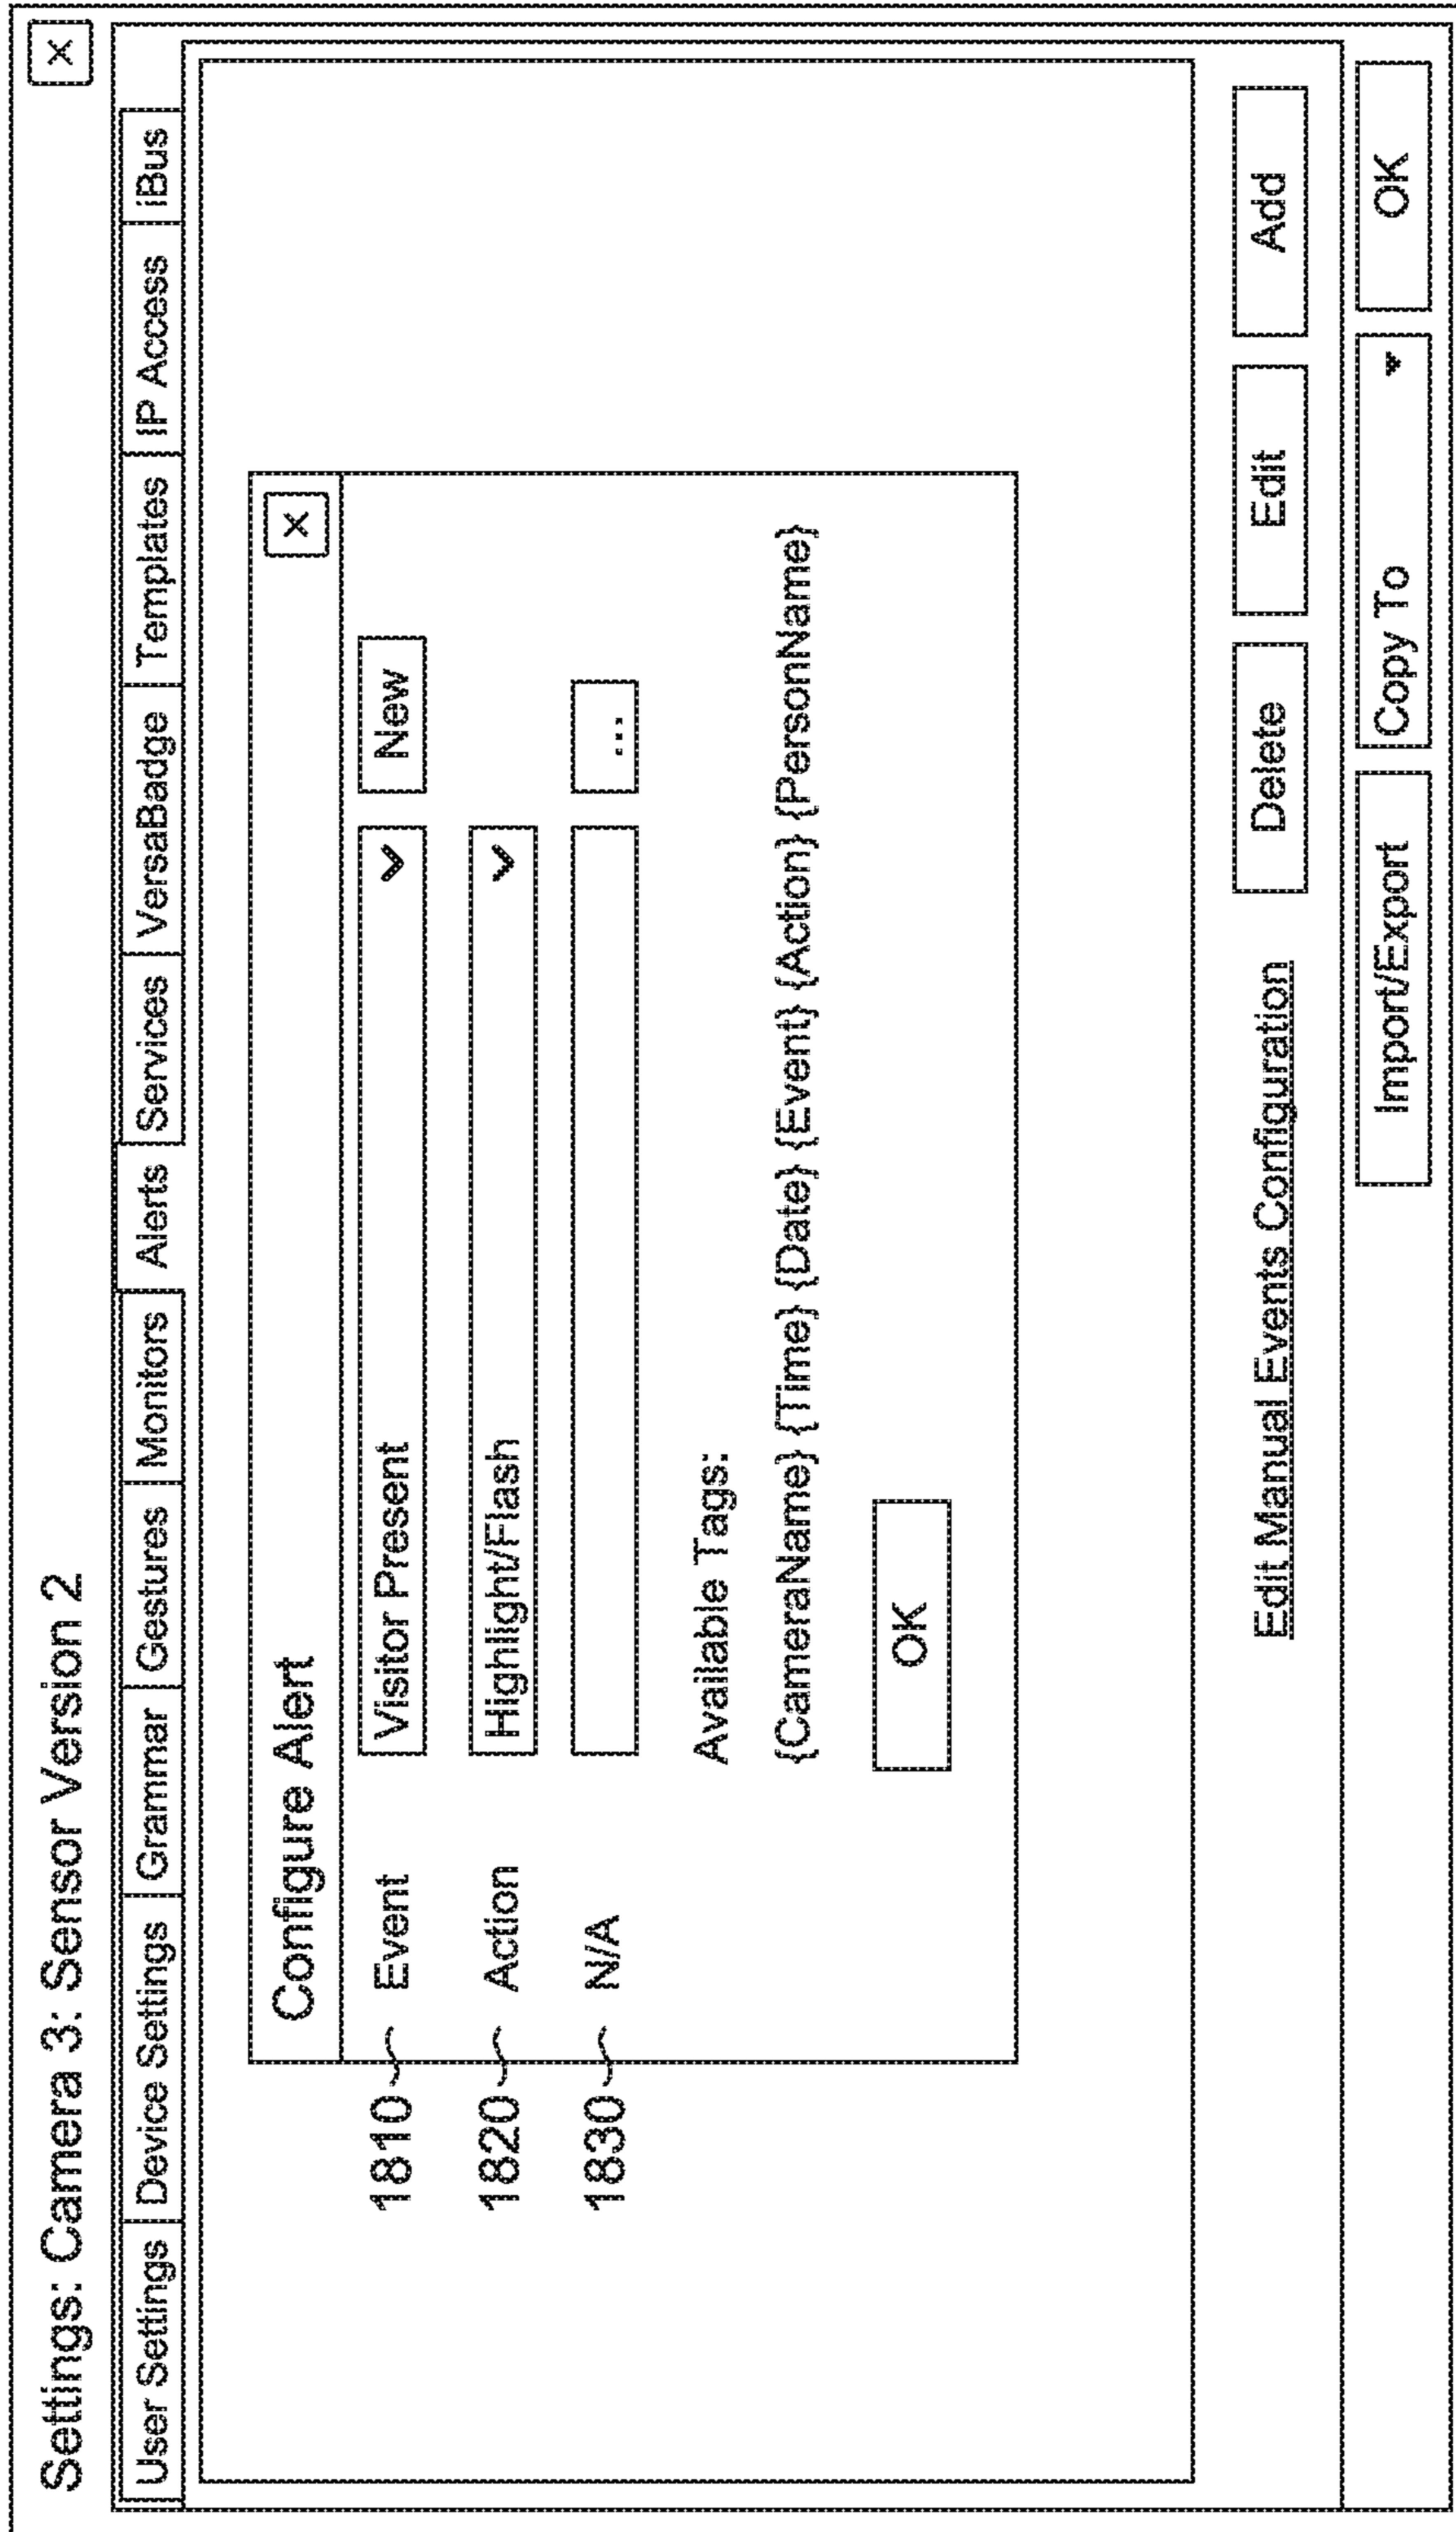 Settings: Camera 3: Sensor Version 2 X
User Settings Device Settings Grammar Gestures Monitors Alerts Services VersaBadge Templates IP Access iBus
Configure Alert X
1810 Event Visitor Present New
1820 Action Highlight/Flash
1830 N/A ...
Available Tags:
{CameraName} {Time} {Date} {Event} {Action} {PersonName}
OK
Edit Manual Events Configuration Delete Edit Add
Import/Export Copy To OK